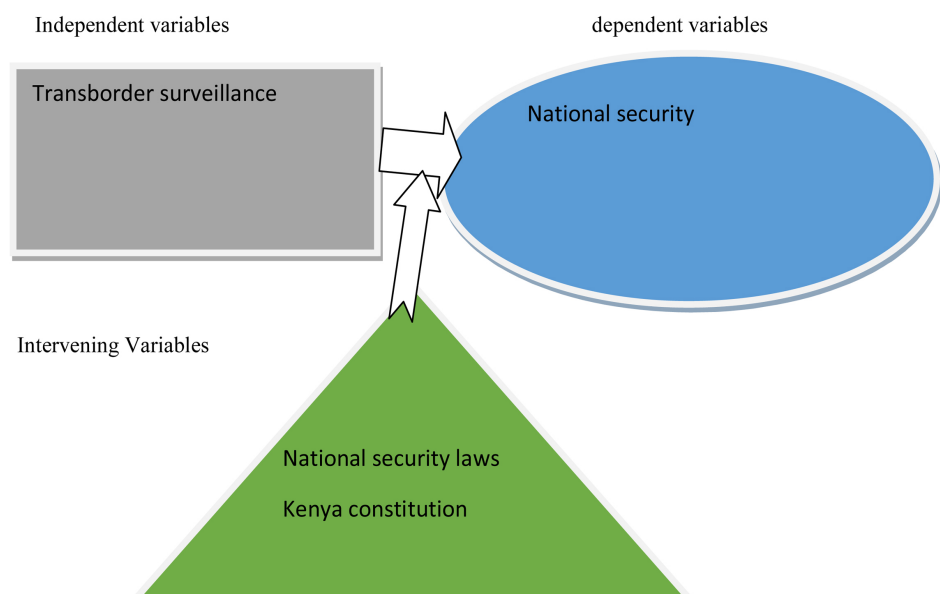 Independent variables
dependent variables
Transborder surveillance
National security
Intervening Variables
National security laws
Kenya constitution